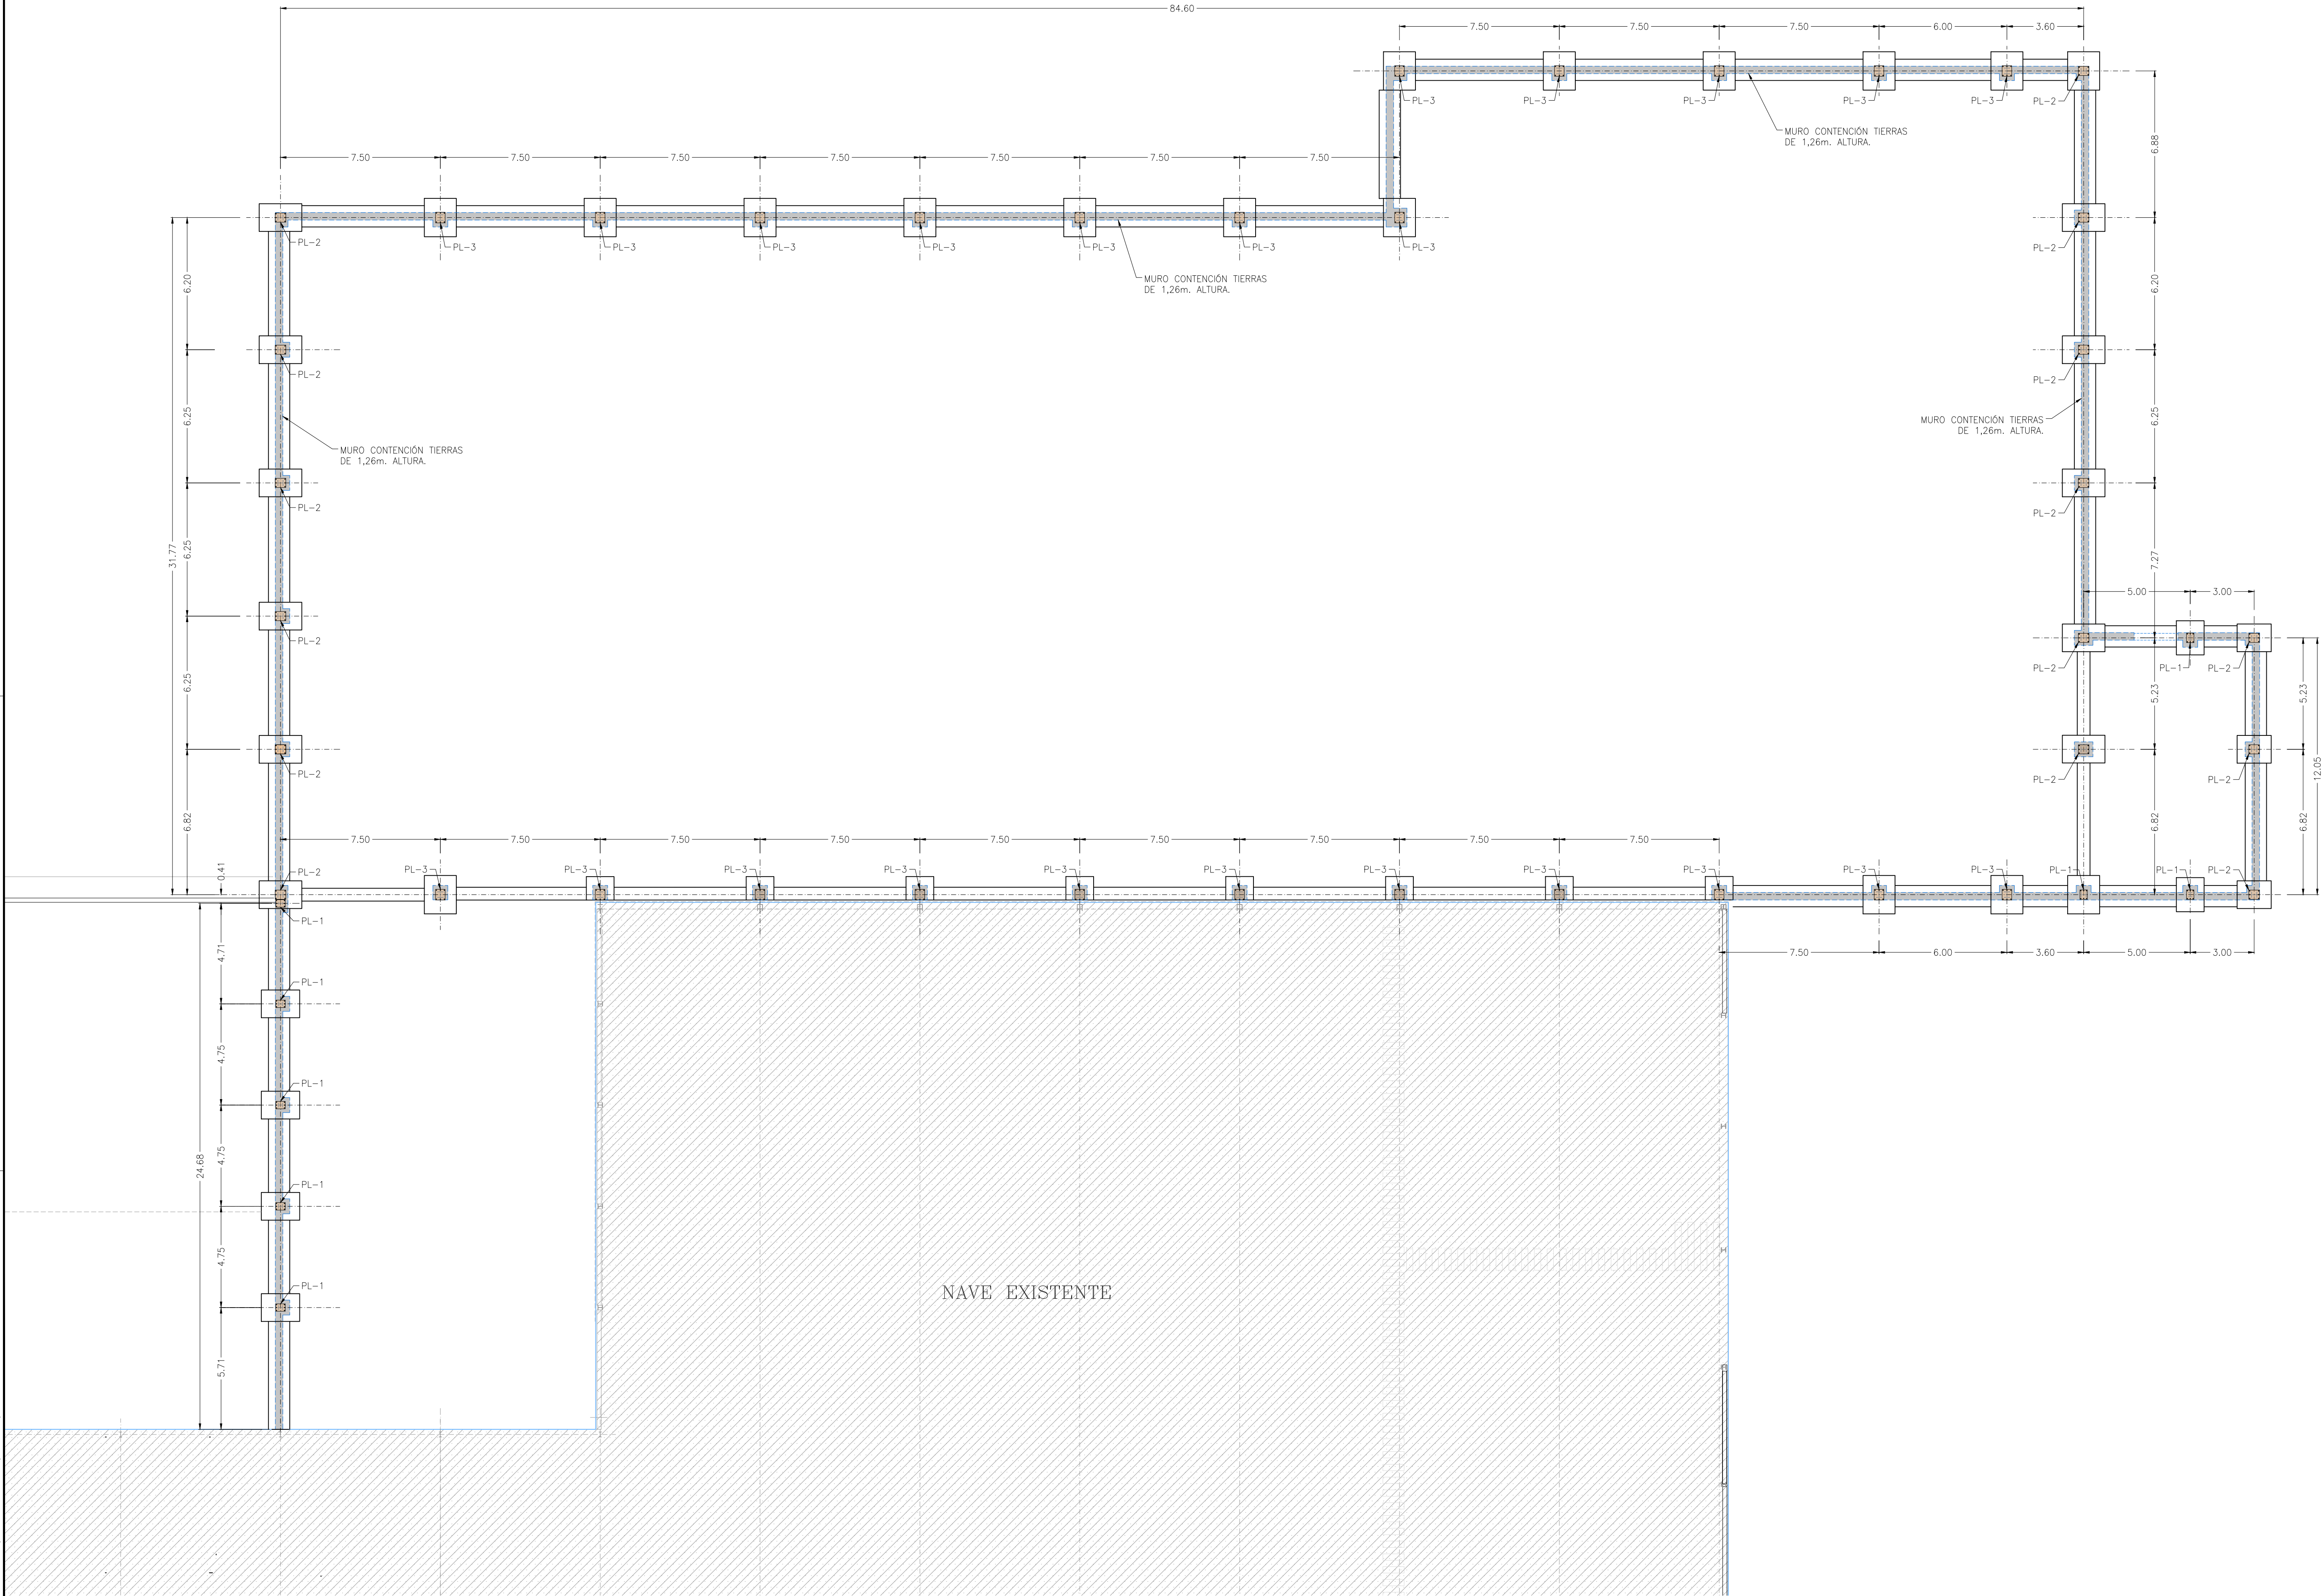 84.60
7.50 7.50 7.50 6.00 3.60
PL-3 PL-3 PL-3 PL-3 PL-3 PL-2
MURO CONTENCIÓN TIERRAS
DE 1,26m. ALTURA.
6.88
7.50 7.50 7.50 7.50 7.50 7.50 7.50
PL-2 PL-3 PL-3 PL-3 PL-3 PL-3 PL-3 PL-3 PL-2
MURO CONTENCIÓN TIERRAS
DE 1,26m. ALTURA.
6.20 6.20
PL-2 PL-2
6.25 6.25
MURO CONTENCIÓN TIERRAS
DE 1,26m. ALTURA.
MURO CONTENCIÓN TIERRAS
DE 1,26m. ALTURA.
PL-2 PL-2
31.77
6.25 7.27
5.00 3.00
PL-2 PL-2 PL-1 PL-2
6.25 5.23 5.23
PL-2 PL-2 PL-2
12.05
6.82 6.82 6.82
7.50 7.50 7.50 7.50 7.50 7.50 7.50 7.50 7.50
0.41
PL-2 PL-3 PL-3 PL-3 PL-3 PL-3 PL-3 PL-3 PL-3 PL-3 PL-3 PL-3 PL-1 PL-1 PL-2
PL-1
7.50 6.00 3.60 5.00 3.00
4.71
PL-1
4.75
PL-1
24.68
4.75
PL-1
4.75
PL-1
NAVE EXISTENTE
5.71